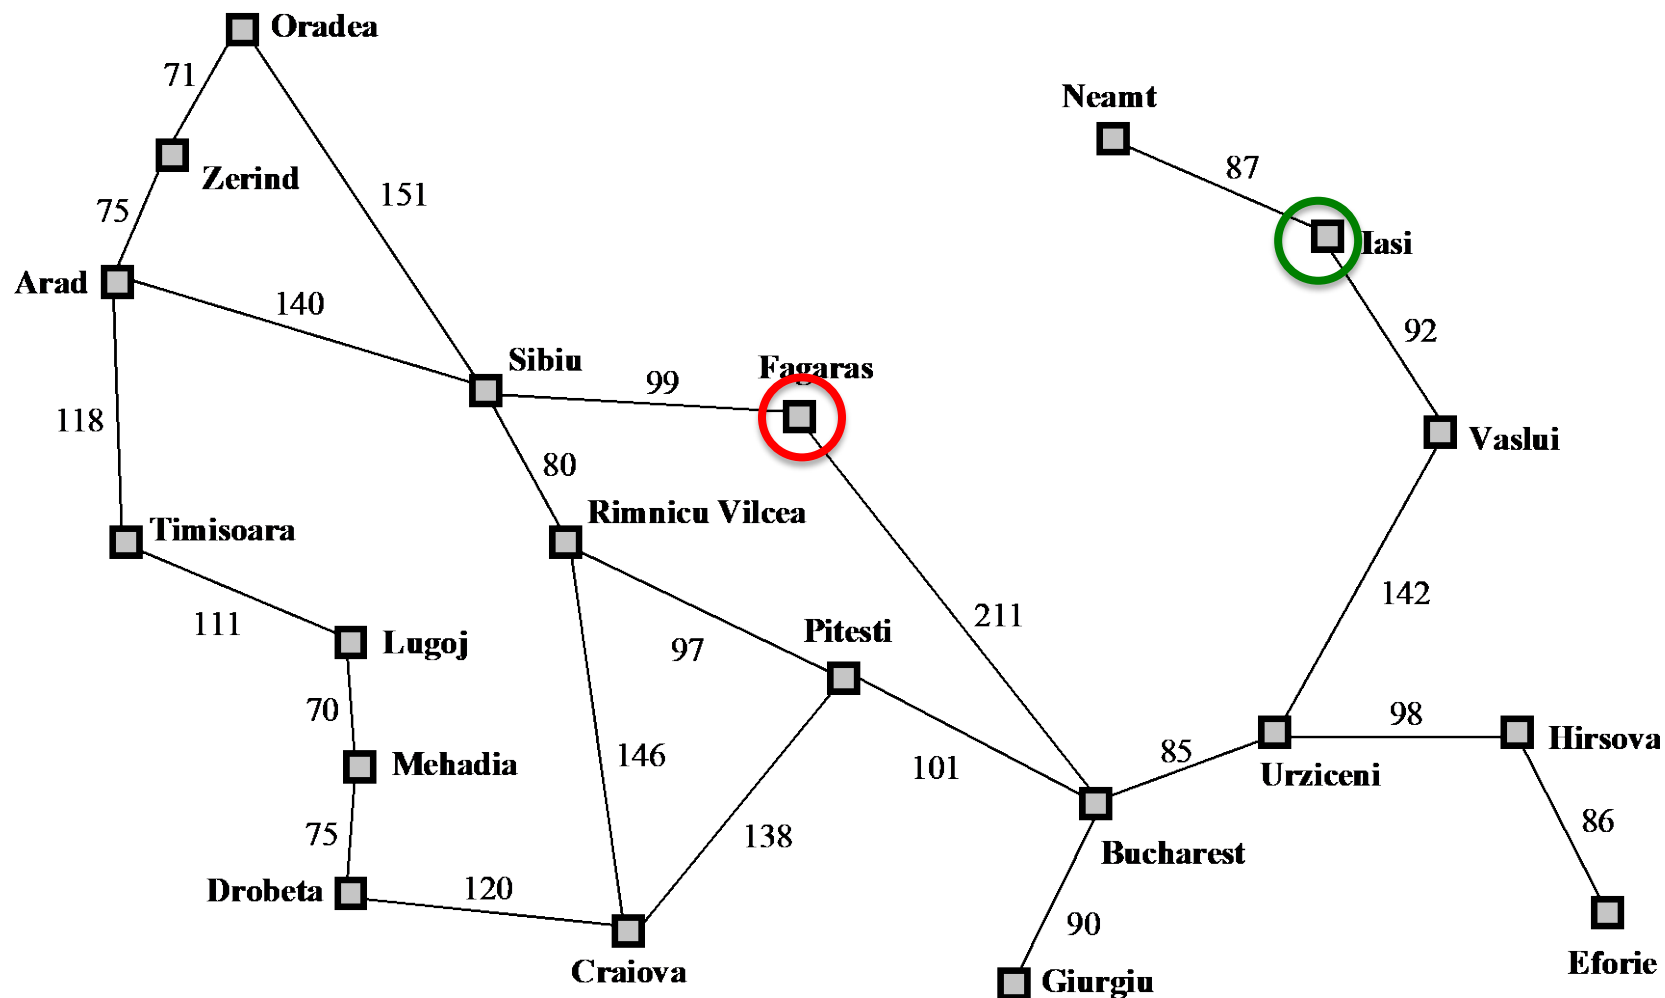 Oradea
71
Neamt
87
Zerind
151
75
Iasi
Arad
140
92
Sibiu
Fagaras
99
118
Vaslui
80
Rimnicu Vilcea
Timisoara
142
211
111
Pitesti
Lugoj
97
70
98
Hirsova
146
85
Mehadia
101
Urziceni
86
75
138
Bucharest
Drobeta
120
90
Eforie
Craiova
Giurgiu